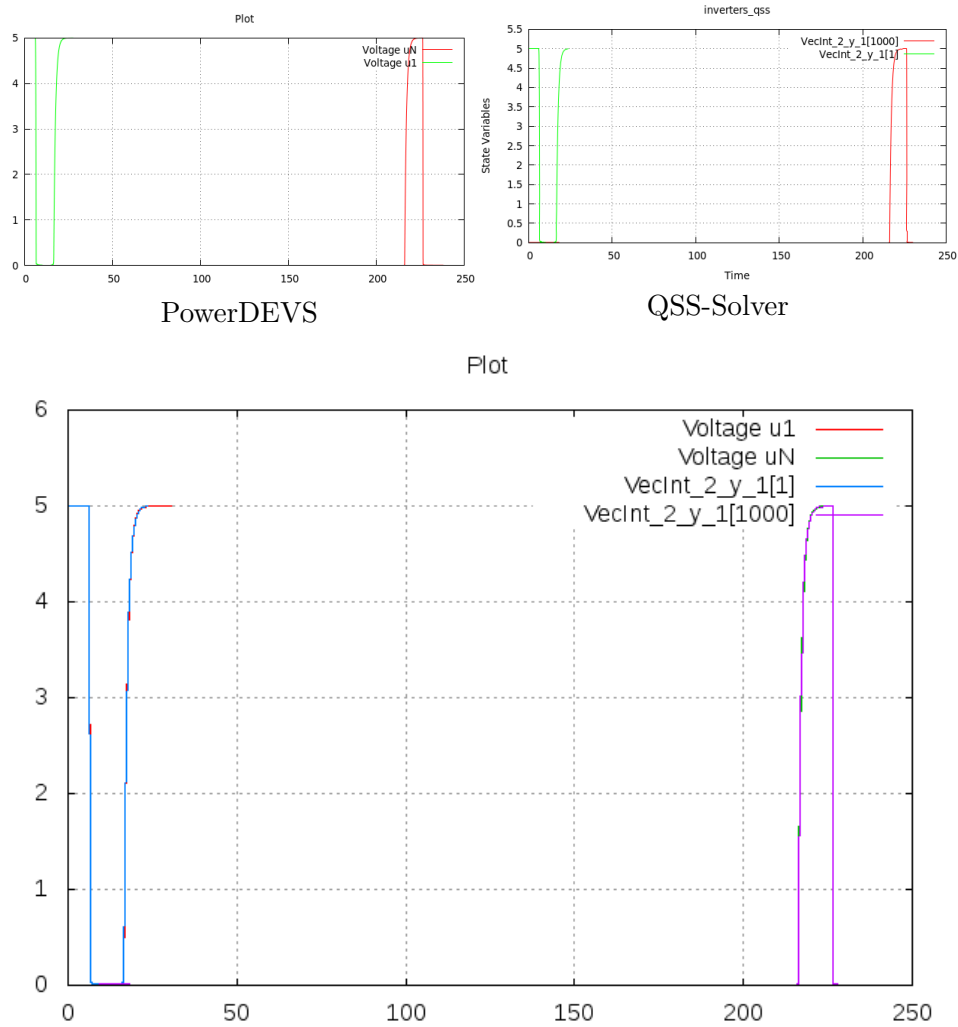 Plot
5
4
3
2
1
0
0 50 100 150 200 250
Voltage uN
Voltage u1
PowerDEVS
inverters_qss
5.5
5
4.5
4
3.5
3
2.5
2
1.5
1
0.5
0
State Variables
0 50 100 150 200 250
Time
VecInt_2_y_1[1000]
VecInt_2_y_1[1]
QSS-Solver
Plot
6
5
4
3
2
1
0
0 50 100 150 200 250
Voltage u1
Voltage uN
VecInt_2_y_1[1]
VecInt_2_y_1[1000]